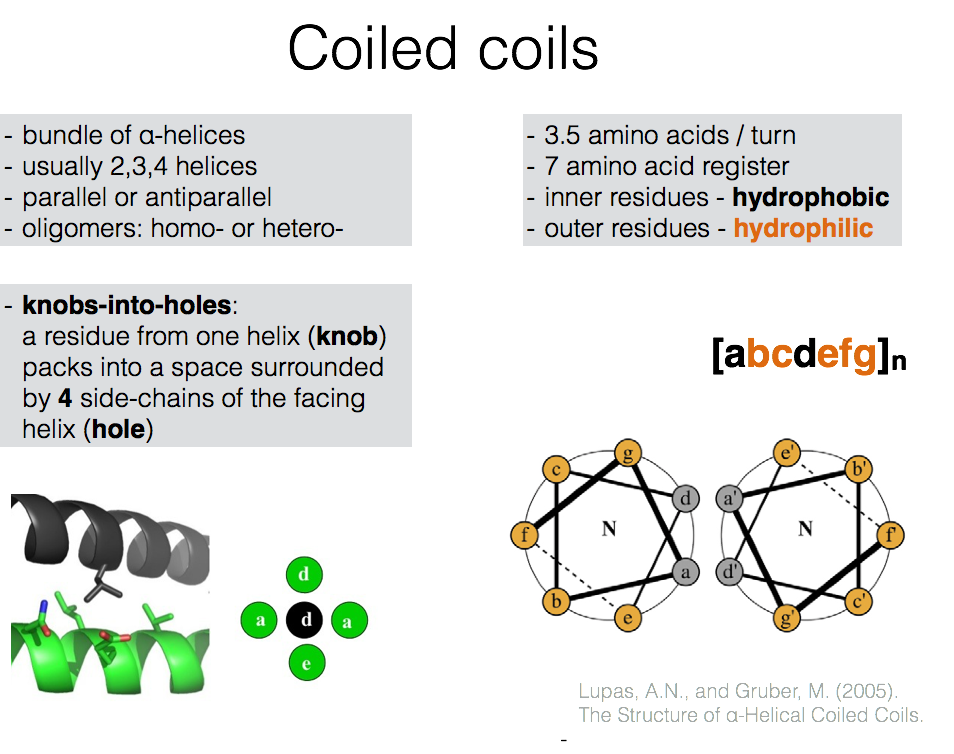 Coiled coils
- bundle of α-helices
- usually 2,3,4 helices
- parallel or antiparallel
- oligomers: homo- or hetero-
- 3.5 amino acids / turn
- 7 amino acid register
- inner residues - hydrophobic
- outer residues - hydrophilic
- knobs-into-holes:
a residue from one helix (knob)
packs into a space surrounded
by 4 side-chains of the facing
helix (hole)
[abcdefg]n
g
c
d
f
N
a
b
e
e'
a'
b'
N
f'
d'
c'
g'
d
a
d
a
e
Lupas, A.N., and Gruber, M. (2005).
The Structure of α-Helical Coiled Coils.
-